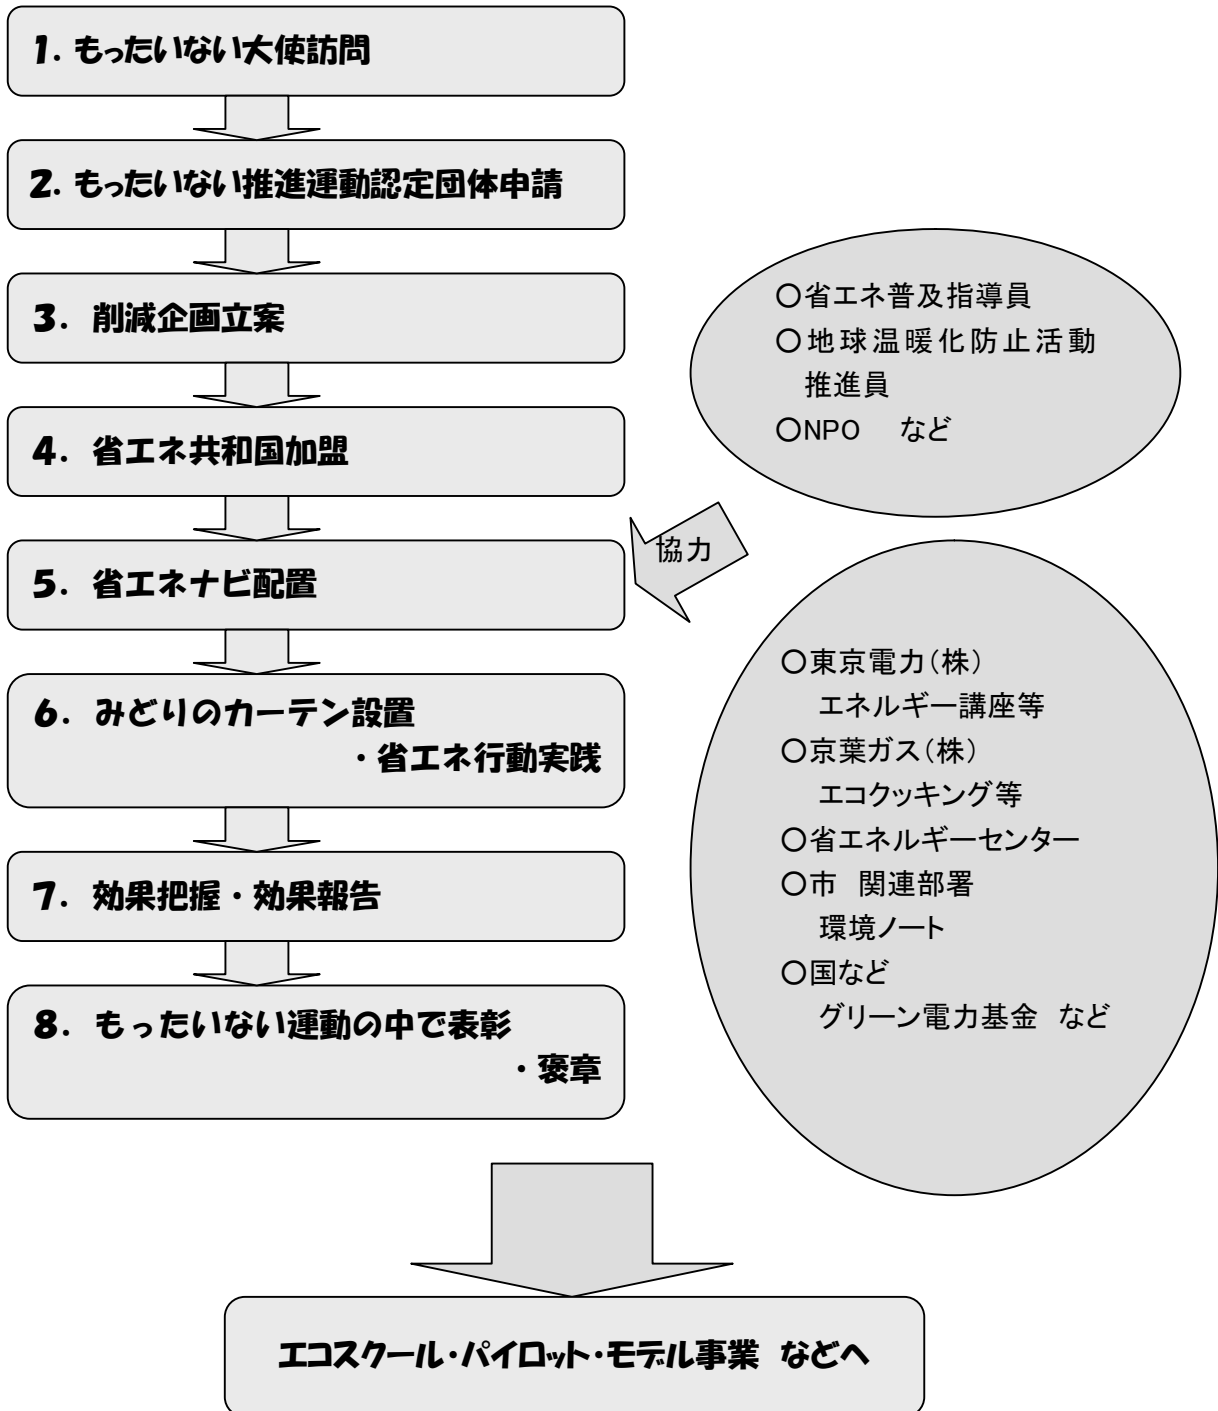 1．もったいない大使訪問
2．もったいない推進運動認定団体申請
3． 削減企画立案
4． 省エネ共和国加盟
5． 省エネナビ配置
6． みどりのカーテン設置
・省エネ行動実践
7． 効果把握・効果報告
8． もったいない運動の中で表彰
・褒章
○省エネ普及指導員
○地球温暖化防止活動
推進員
○NPO　など
協力
○東京電力（株）
エネルギー講座等
○京葉ガス（株）
エコクッキング等
○省エネルギーセンター
○市　関連部署
環境ノート
○国など
グリーン電力基金　など
エコスクール・パイロット・モデル事業　などへ